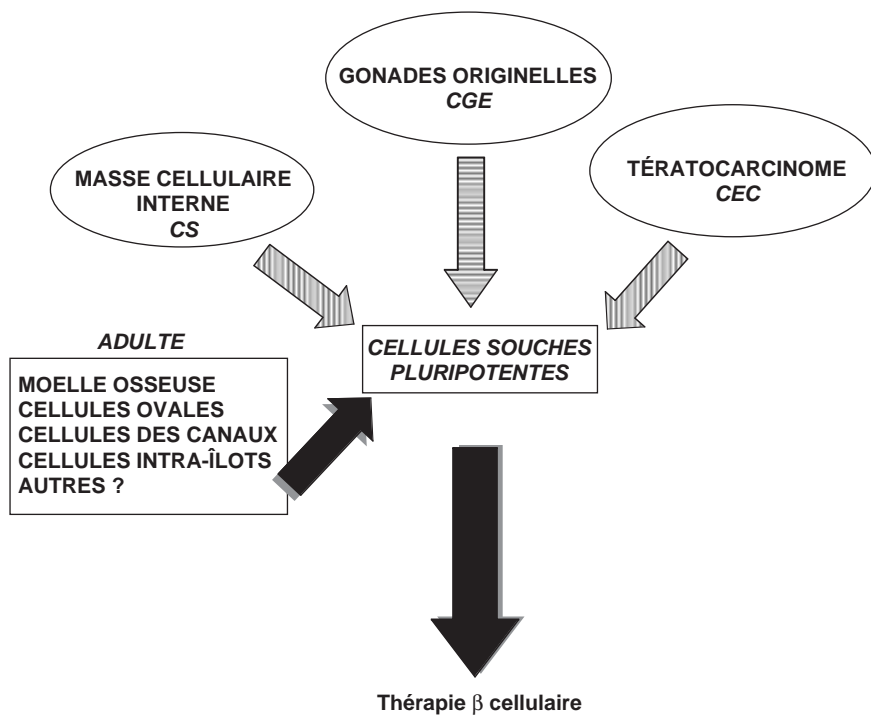 GONADES ORIGINELLES
CGE
MASSE CELLULAIRE
INTERNE
CS
TÉRATOCARCINOME
CEC
ADULTE
MOELLE OSSEUSE
CELLULES OVALES
CELLULES DES CANAUX
CELLULES INTRA-ÎLOTS
AUTRES ?
CELLULES SOUCHES
PLURIPOTENTES
Thérapie β cellulaire